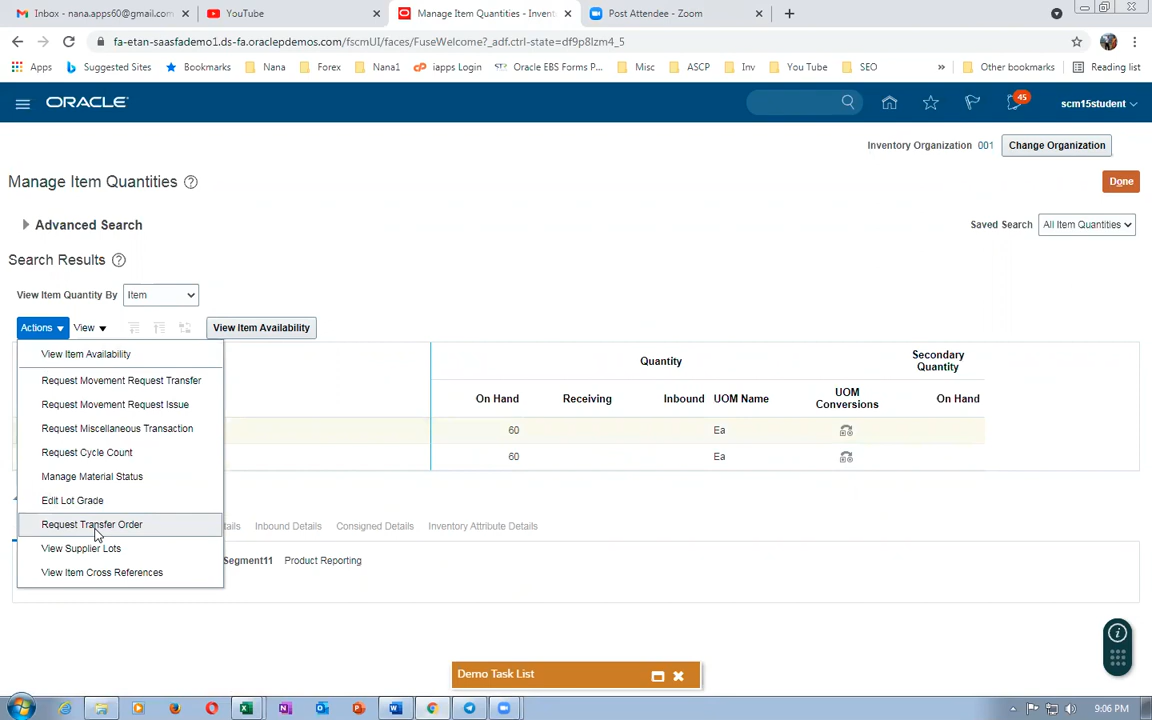 Inbox - nana.apps60@gmail.com
YouTube
Manage Item Quantities - Invent
Post Attendee - Zoom
fa-etan-saasfademo1.ds-fa.oraclepdemos.com/fscmUI/faces/FuseWelcome?_adf.ctrl-state=df9p8lzm4_5
Apps
Suggested Sites
Bookmarks
Nana
Forex
Nana1
iapps Login
Oracle EBS Forms P...
Misc
ASCP
Inv
You Tube
SEO
»
Other bookmarks
Reading list
ORACLE
45
scm15student
Inventory Organization 001
Change Organization
Manage Item Quantities
Done
Advanced Search
Saved Search All Item Quantities
Search Results
View Item Quantity By Item
Actions
View
View Item Availability
View Item Availability
Request Movement Request Transfer
Request Movement Request Issue
Request Miscellaneous Transaction
Request Cycle Count
Manage Material Status
Edit Lot Grade
Request Transfer Order
View Supplier Lots
View Item Cross References
Quantity
Secondary Quantity
On Hand
Receiving
Inbound
UOM Name
UOM Conversions
On Hand
60 Ea
60 Ea
Inbound Details
Consigned Details
Inventory Attribute Details
Segment11 Product Reporting
Demo Task List
9:06 PM